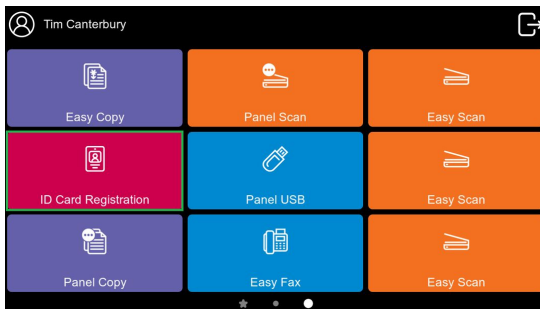 Tim Canterbury
Easy Copy
Panel Scan
Easy Scan
ID Card Registration
Panel USB
Easy Scan
Panel Copy
Easy Fax
Easy Scan